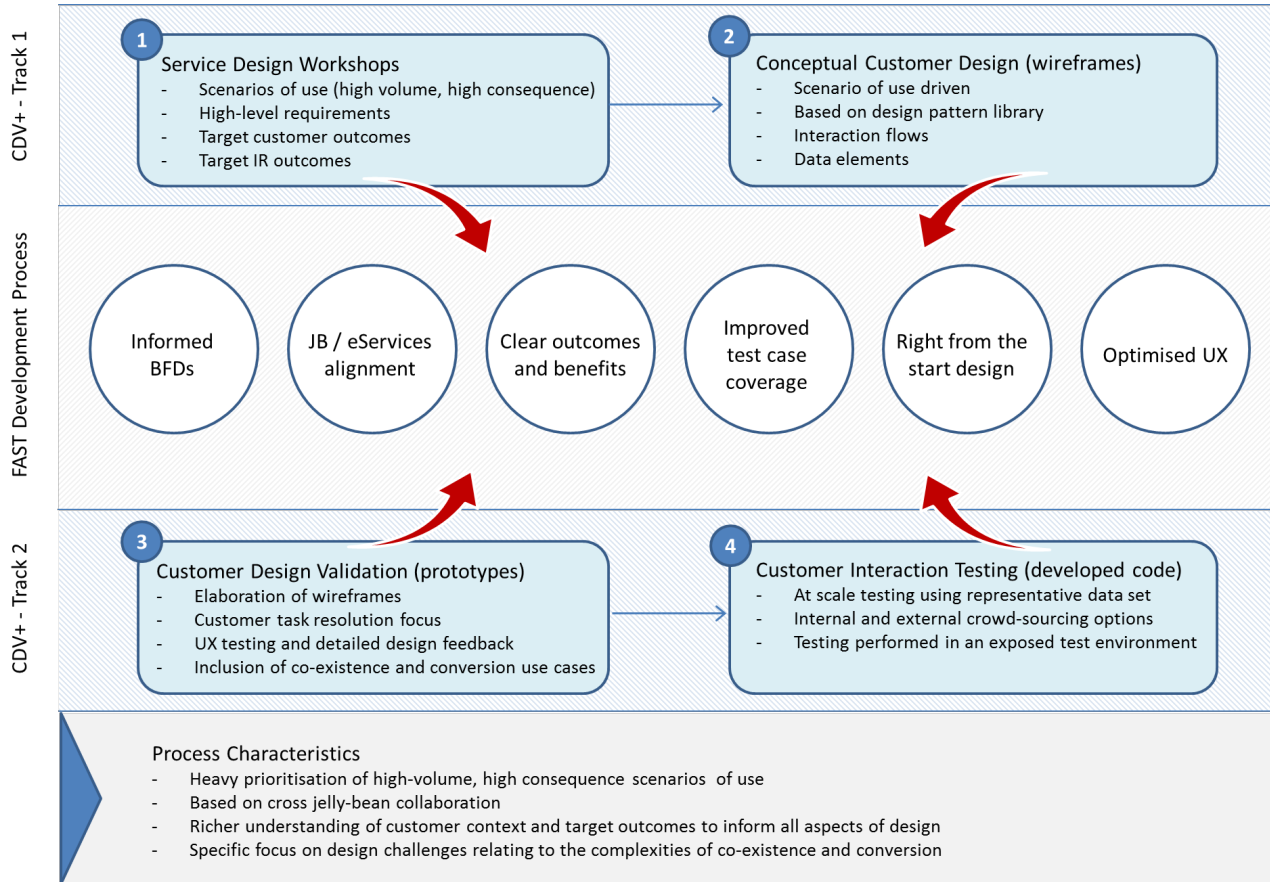 CDV+ - Track 1
1
Service Design Workshops
- Scenarios of use (high volume, high consequence)
- High-level requirements
- Target customer outcomes
- Target IR outcomes
2
Conceptual Customer Design (wireframes)
- Scenario of use driven
- Based on design pattern library
- Interaction flows
- Data elements
FAST Development Process
Informed
BFDs
JB / eServices
alignment
Clear outcomes
and benefits
Improved
test case
coverage
Right from the
start design
Optimised UX
CDV+ - Track 2
3
Customer Design Validation (prototypes)
- Elaboration of wireframes
- Customer task resolution focus
- UX testing and detailed design feedback
- Inclusion of co-existence and conversion use cases
4
Customer Interaction Testing (developed code)
- At scale testing using representative data set
- Internal and external crowd-sourcing options
- Testing performed in an exposed test environment
Process Characteristics
- Heavy prioritisation of high-volume, high consequence scenarios of use
- Based on cross jelly-bean collaboration
- Richer understanding of customer context and target outcomes to inform all aspects of design
- Specific focus on design challenges relating to the complexities of co-existence and conversion